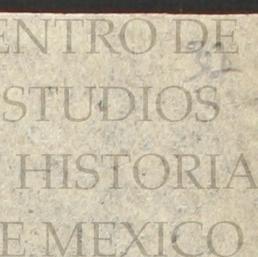 ENTRO DE
STUDIOS
HISTORIA
E MEXICO